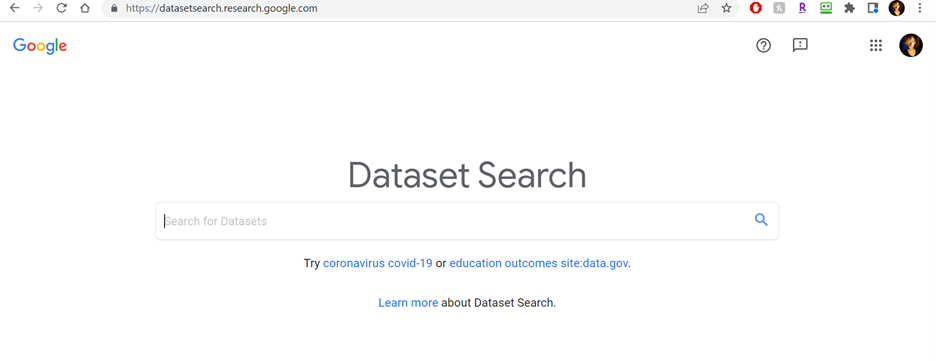 https://datasetsearch.research.google.com
Google
Dataset Search
Search for Datasets
Try coronavirus covid-19 or education outcomes site:data.gov.
Learn more about Dataset Search.